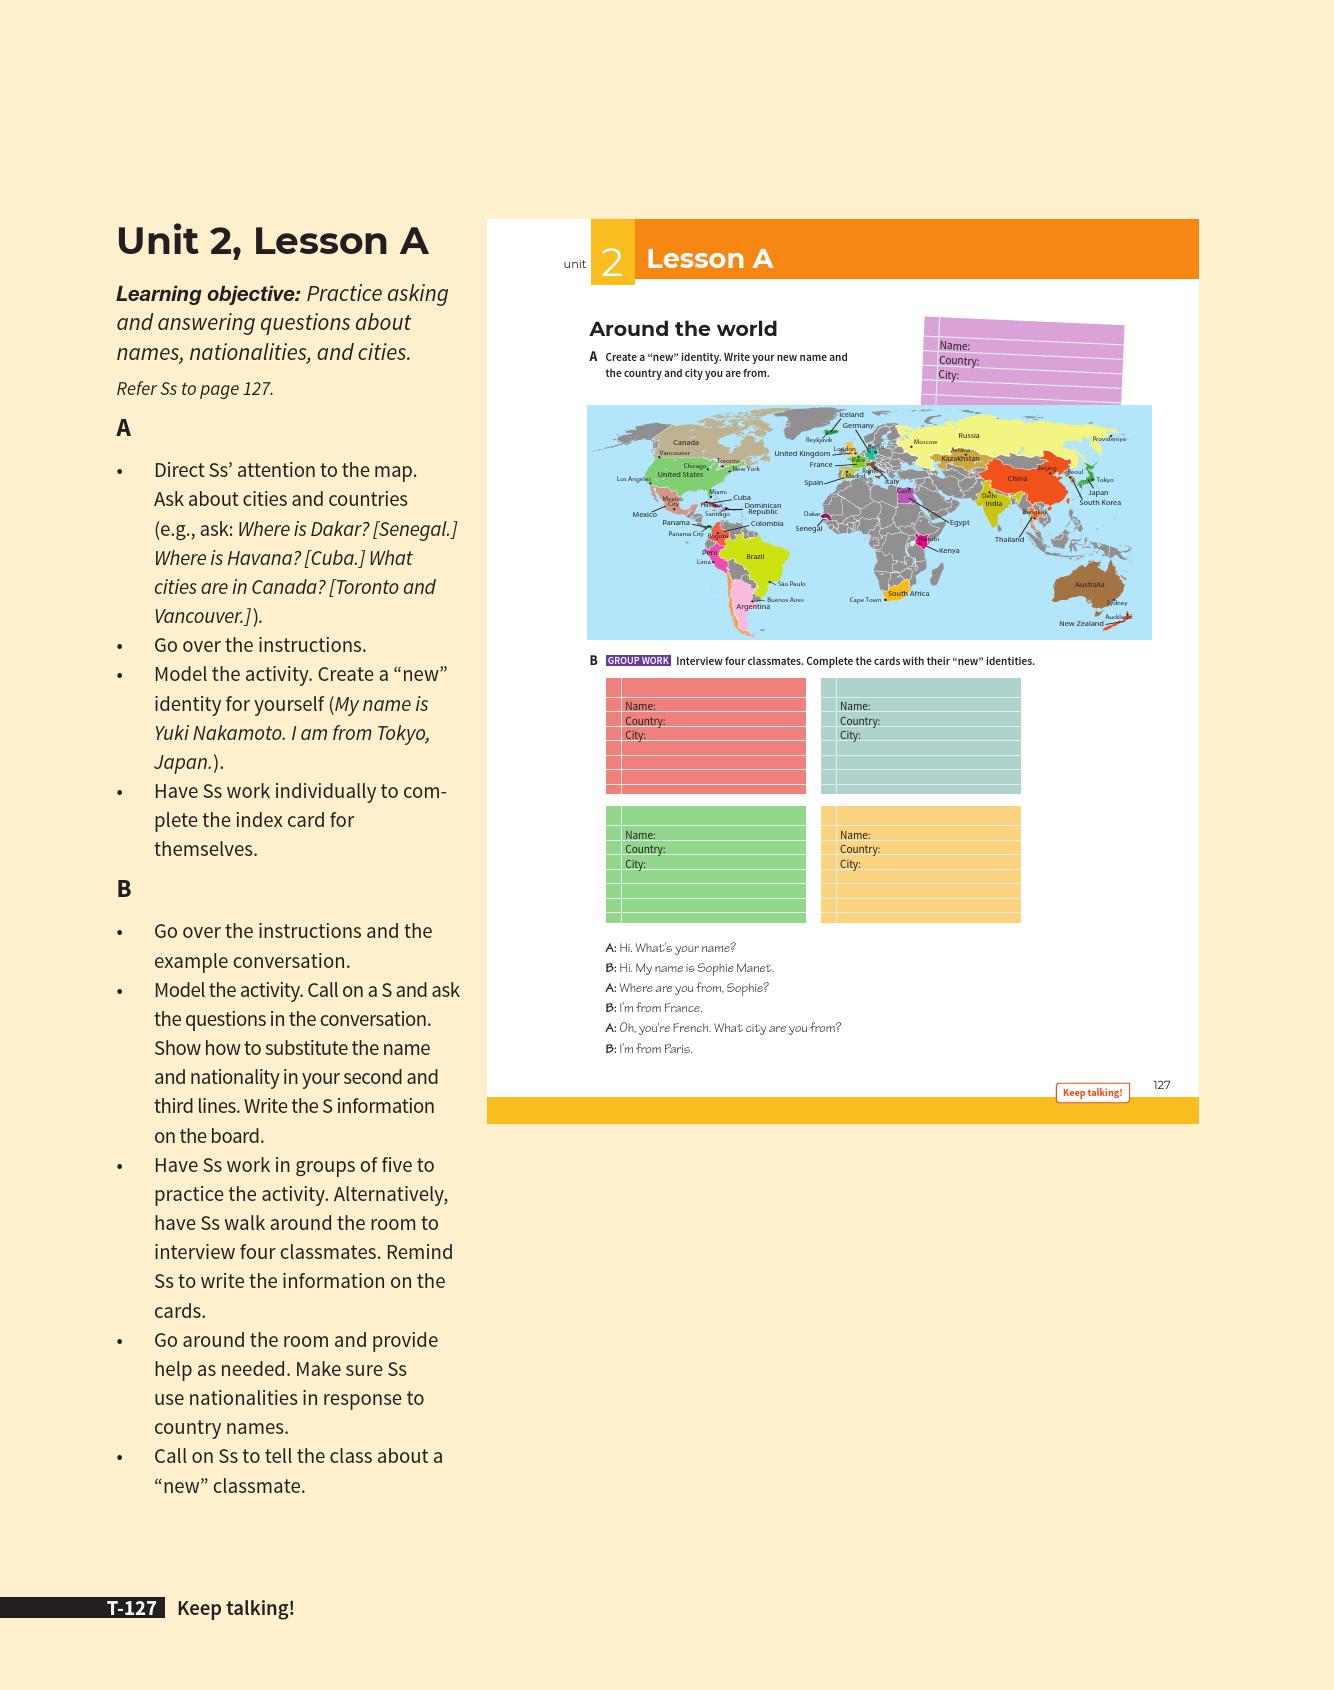 Unit 2, Lesson A
Learning objective: Practice asking
and answering questions about
names, nationalities, and cities.
Refer Ss to page 127.
A
• Direct Ss’ attention to the map.
Ask about cities and countries
(e.g., ask: Where is Dakar? [Senegal.]
Where is Havana? [Cuba.] What
cities are in Canada? [Toronto and
Vancouver.]).
• Go over the instructions.
• Model the activity. Create a “new”
identity for yourself (My name is
Yuki Nakamoto. I am from Tokyo,
Japan.).
• Have Ss work individually to com-
plete the index card for
themselves.
B
• Go over the instructions and the
example conversation.
• Model the activity. Call on a S and ask
the questions in the conversation.
Show how to substitute the name
and nationality in your second and
third lines. Write the S information
on the board.
• Have Ss work in groups of five to
practice the activity. Alternatively,
have Ss walk around the room to
interview four classmates. Remind
Ss to write the information on the
cards.
• Go around the room and provide
help as needed. Make sure Ss
use nationalities in response to
country names.
• Call on Ss to tell the class about a
“new” classmate.
unit 2 Lesson A
Around the world
A Create a “new” identity. Write your new name and
the country and city you are from.
Name:
Country:
City:
Iceland
Reykjavik
Germany
Berlin
United Kingdom
London
France
Paris
Spain
Madrid
Italy
Rome
Moscow
Russia
Provideniya
Astana
Kazakhstan
China
Beijing
Seoul
South Korea
Tokyo
Japan
Delhi
India
Bangkok
Thailand
Canada
Vancouver
Toronto
Chicago
New York
United States
Los Angeles
Miami
Mexico
City
Mexico
Havana
Cuba
Dominican
Republic
Santiago
Panama
Panama City
Colombia
Bogota
Peru
Lima
Brazil
São Paulo
Buenos Aires
Argentina
Dakar
Senegal
Cairo
Egypt
Nairobi
Kenya
South Africa
Cape Town
Australia
Sydney
Auckland
New Zealand
B GROUP WORK Interview four classmates. Complete the cards with their “new” identities.
Name:
Country:
City:
Name:
Country:
City:
Name:
Country:
City:
Name:
Country:
City:
A: Hi. What’s your name?
B: Hi. My name is Sophie Manet.
A: Where are you from, Sophie?
B: I’m from France.
A: Oh, you’re French. What city are you from?
B: I’m from Paris.
Keep talking!
127
T-127 Keep talking!